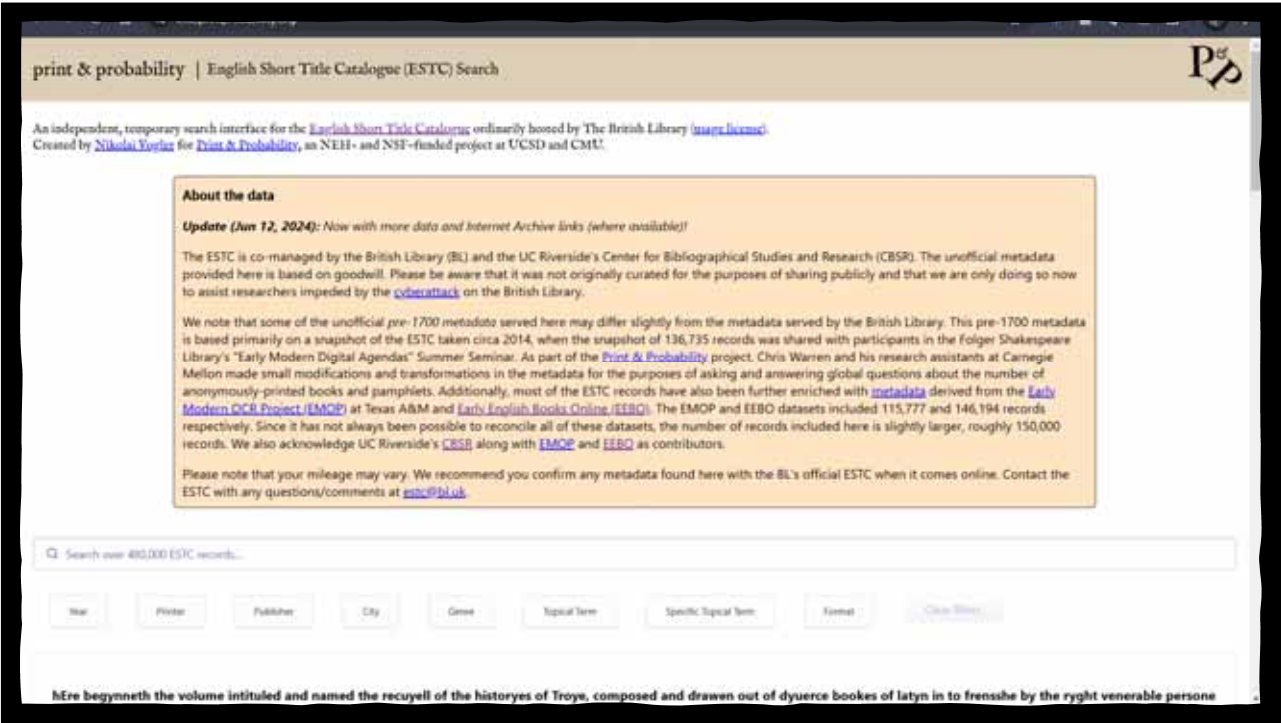 print & probability | English Short Title Catalogue (ESTC) Search
P&P
An independent, temporary search interface for the English Short Title Catalogue ordinarily hosted by The British Library (usage license).
Created by Nikolai Vogler for Print & Probability, an NEH- and NSF-funded project at UCSD and CMU.
About the data
Update (Jun 12, 2024): Now with more data and Internet Archive links (where available)!
The ESTC is co-managed by the British Library (BL) and the UC Riverside's Center for Bibliographical Studies and Research (CBSR). The unofficial metadata
provided here is based on goodwill. Please be aware that it was not originally curated for the purposes of sharing publicly and that we are only doing so now
to assist researchers impeded by the cyberattack on the British Library.
We note that some of the unofficial pre-1700 metadata served here may differ slightly from the metadata served by the British Library. This pre-1700 metadata
is based primarily on a snapshot of the ESTC taken circa 2014, when the snapshot of 136,735 records was shared with participants in the Folger Shakespeare
Library's "Early Modern Digital Agendas" Summer Seminar. As part of the Print & Probability project, Chris Warren and his research assistants at Carnegie
Mellon made small modifications and transformations in the metadata for the purposes of asking and answering global questions about the number of
anonymously-printed books and pamphlets. Additionally, most of the ESTC records have also been further enriched with metadata derived from the Early
Modern OCR Project (EMOP) at Texas A&M and Early English Books Online (EEBO). The EMOP and EEBO datasets included 115,777 and 146,194 records
respectively. Since it has not always been possible to reconcile all of these datasets, the number of records included here is slightly larger, roughly 150,000
records. We also acknowledge UC Riverside's CBSR along with EMOP and EEBO as contributors.
Please note that your mileage may vary. We recommend you confirm any metadata found here with the BL's official ESTC when it comes online. Contact the
ESTC with any questions/comments at estc@bl.uk.
Search over 480,000 ESTC records...
Year Printer Publisher City Genre Topical Term Specific Topical Term Format Clear filters
hEre begynneth the volume intituled and named the recuyell of the historyes of Troye, composed and drawen out of dyuerce bookes of latyn in to frensshe by the ryght venerable persone